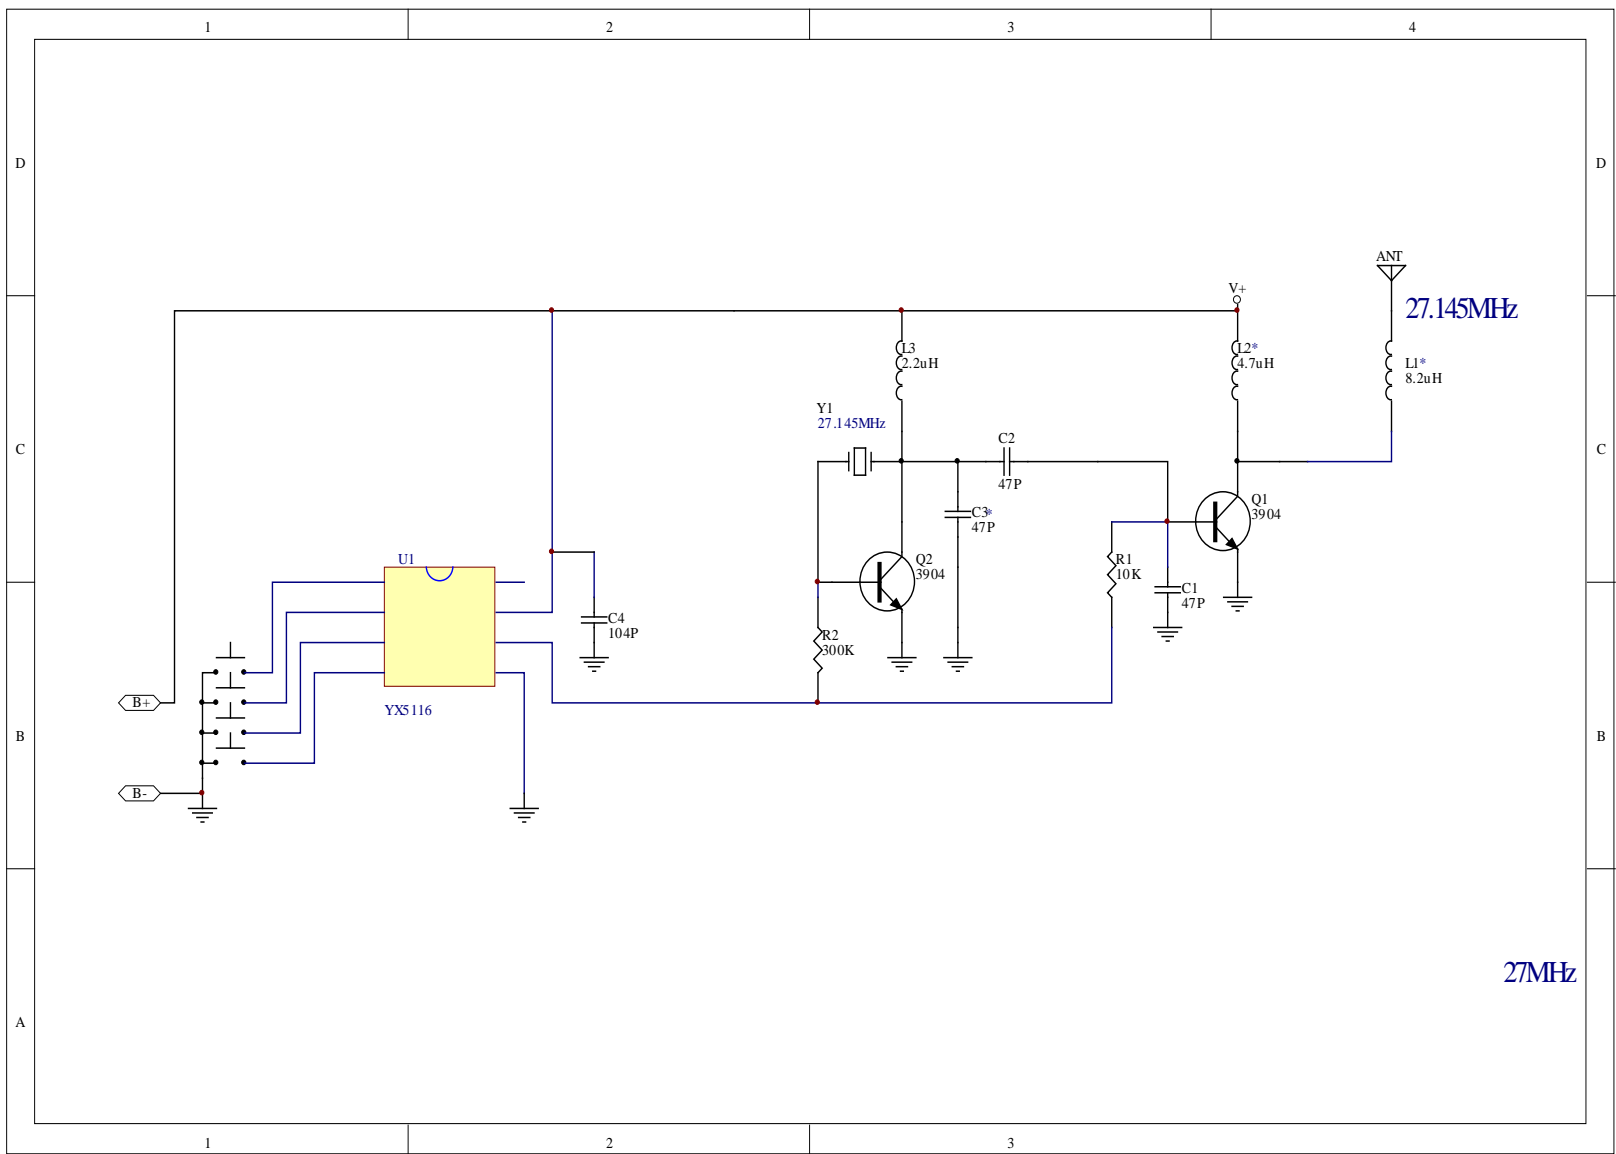 1 2 3 4
D D
ANT
V+
27.145MHz
L3
2.2uH
L2*
4.7uH
L1*
8.2uH
Y1
27.145MHz
C2
47P
C C
C3*
47P
Q1
3904
U1
Q2
3904
R1
10K
C1
47P
C4
104P
R2
300K
B+
YX5116
B B
B-
27MHz
A
1 2 3